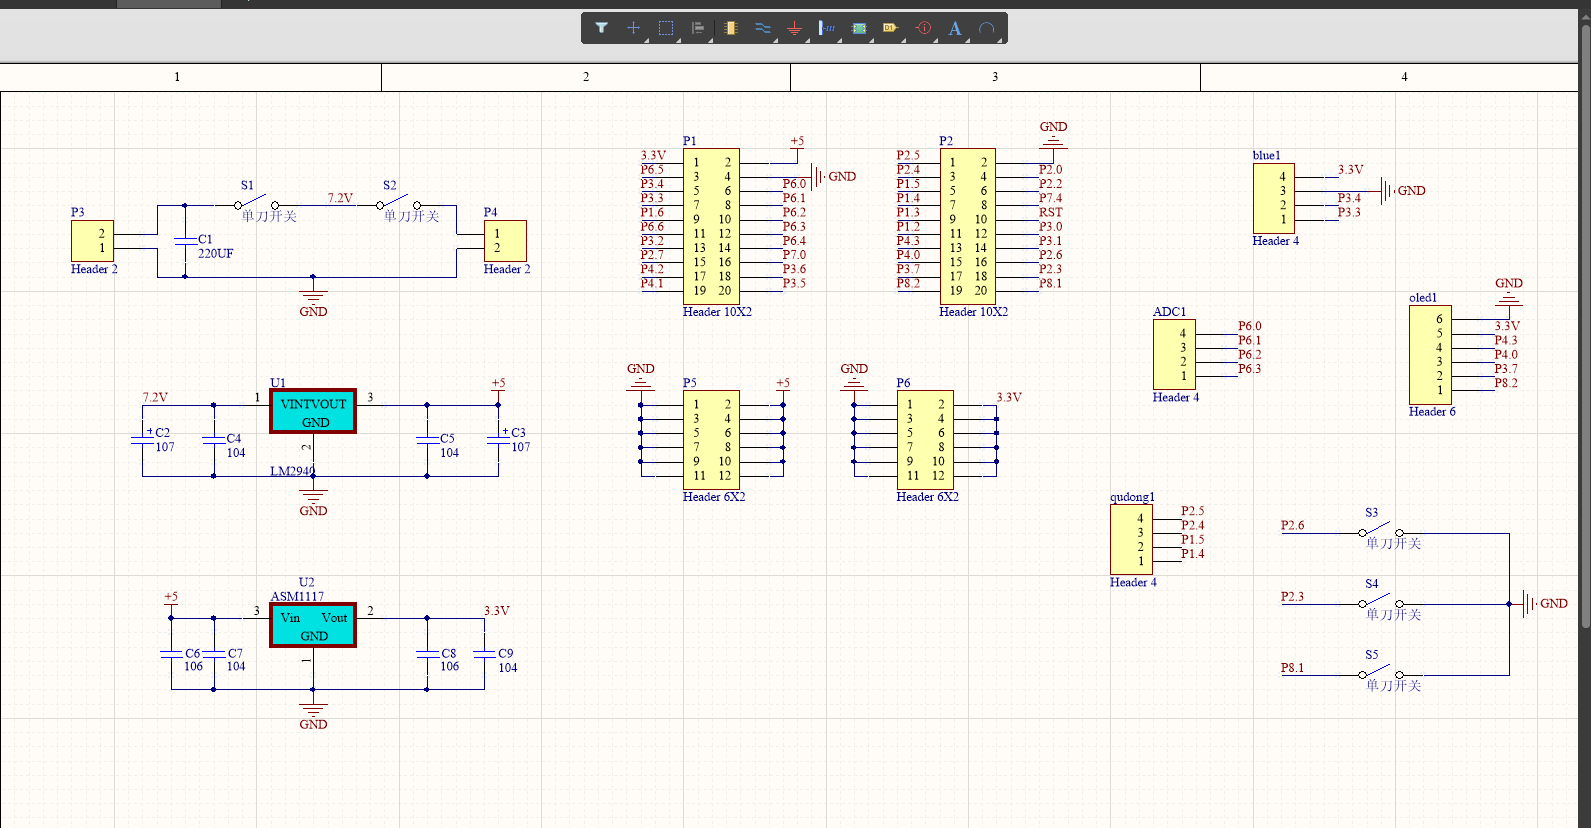 1 2 3 4
P3
2
1
Header 2
C1
220UF
S1
单刀开关
7.2V
S2
单刀开关
P4
1
2
Header 2
GND
P1
+5
3.3V 1 2
P6.5 3 4 GND
P3.4 5 6 P6.0
P3.3 7 8 P6.1
P1.6 9 10 P6.2
P6.6 11 12 P6.3
P3.2 13 14 P6.4
P2.7 15 16 P7.0
P4.2 17 18 P3.6
P4.1 19 20 P3.5
Header 10X2
P2
GND
P2.5 1 2
P2.4 3 4 P2.0
P1.5 5 6 P2.2
P1.4 7 8 P7.4
P1.3 9 10 RST
P1.2 11 12 P3.0
P4.3 13 14 P3.1
P4.0 15 16 P2.6
P3.7 17 18 P2.3
P8.2 19 20 P8.1
Header 10X2
blue1
4 3.3V
3 GND
2 P3.4
1 P3.3
Header 4
ADC1
4 P6.0
3 P6.1
2 P6.2
1 P6.3
Header 4
oled1
GND
6
5 3.3V
4 P4.3
3 P4.0
2 P3.7
1 P8.2
Header 6
U1
7.2V 1 VIN VOUT 3 +5
GND
2
+ C2
107
C4
104
C5
104
+ C3
107
LM2940
GND
GND
P5
+5
1 2
3 4
5 6
7 8
9 10
11 12
Header 6X2
GND
P6
3.3V
1 2
3 4
5 6
7 8
9 10
11 12
Header 6X2
qudong1
4 P2.5
3 P2.4
2 P1.5
1 P1.4
Header 4
S3
P2.6
单刀开关
S4
P2.3
单刀开关
GND
S5
P8.1
单刀开关
U2
ASM1117
+5 3 Vin Vout 2 3.3V
GND
1
C6
106
C7
104
C8
106
C9
104
GND